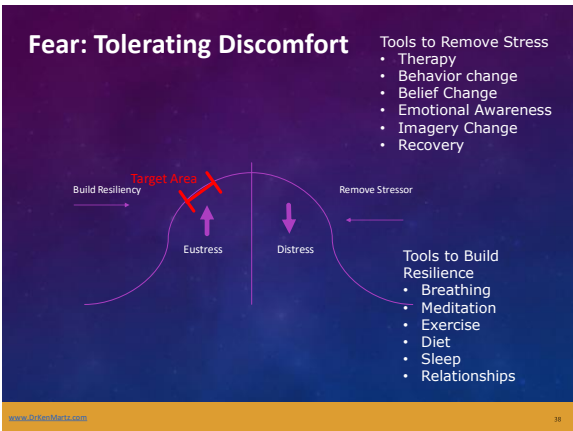 Fear: Tolerating Discomfort
Tools to Remove Stress
• Therapy
• Behavior change
• Belief Change
• Emotional Awareness
• Imagery Change
• Recovery
Target Area
Build Resiliency
Remove Stressor
Eustress
Distress
Tools to Build
Resilience
• Breathing
• Meditation
• Exercise
• Diet
• Sleep
• Relationships
www.DrKenMartz.com
38